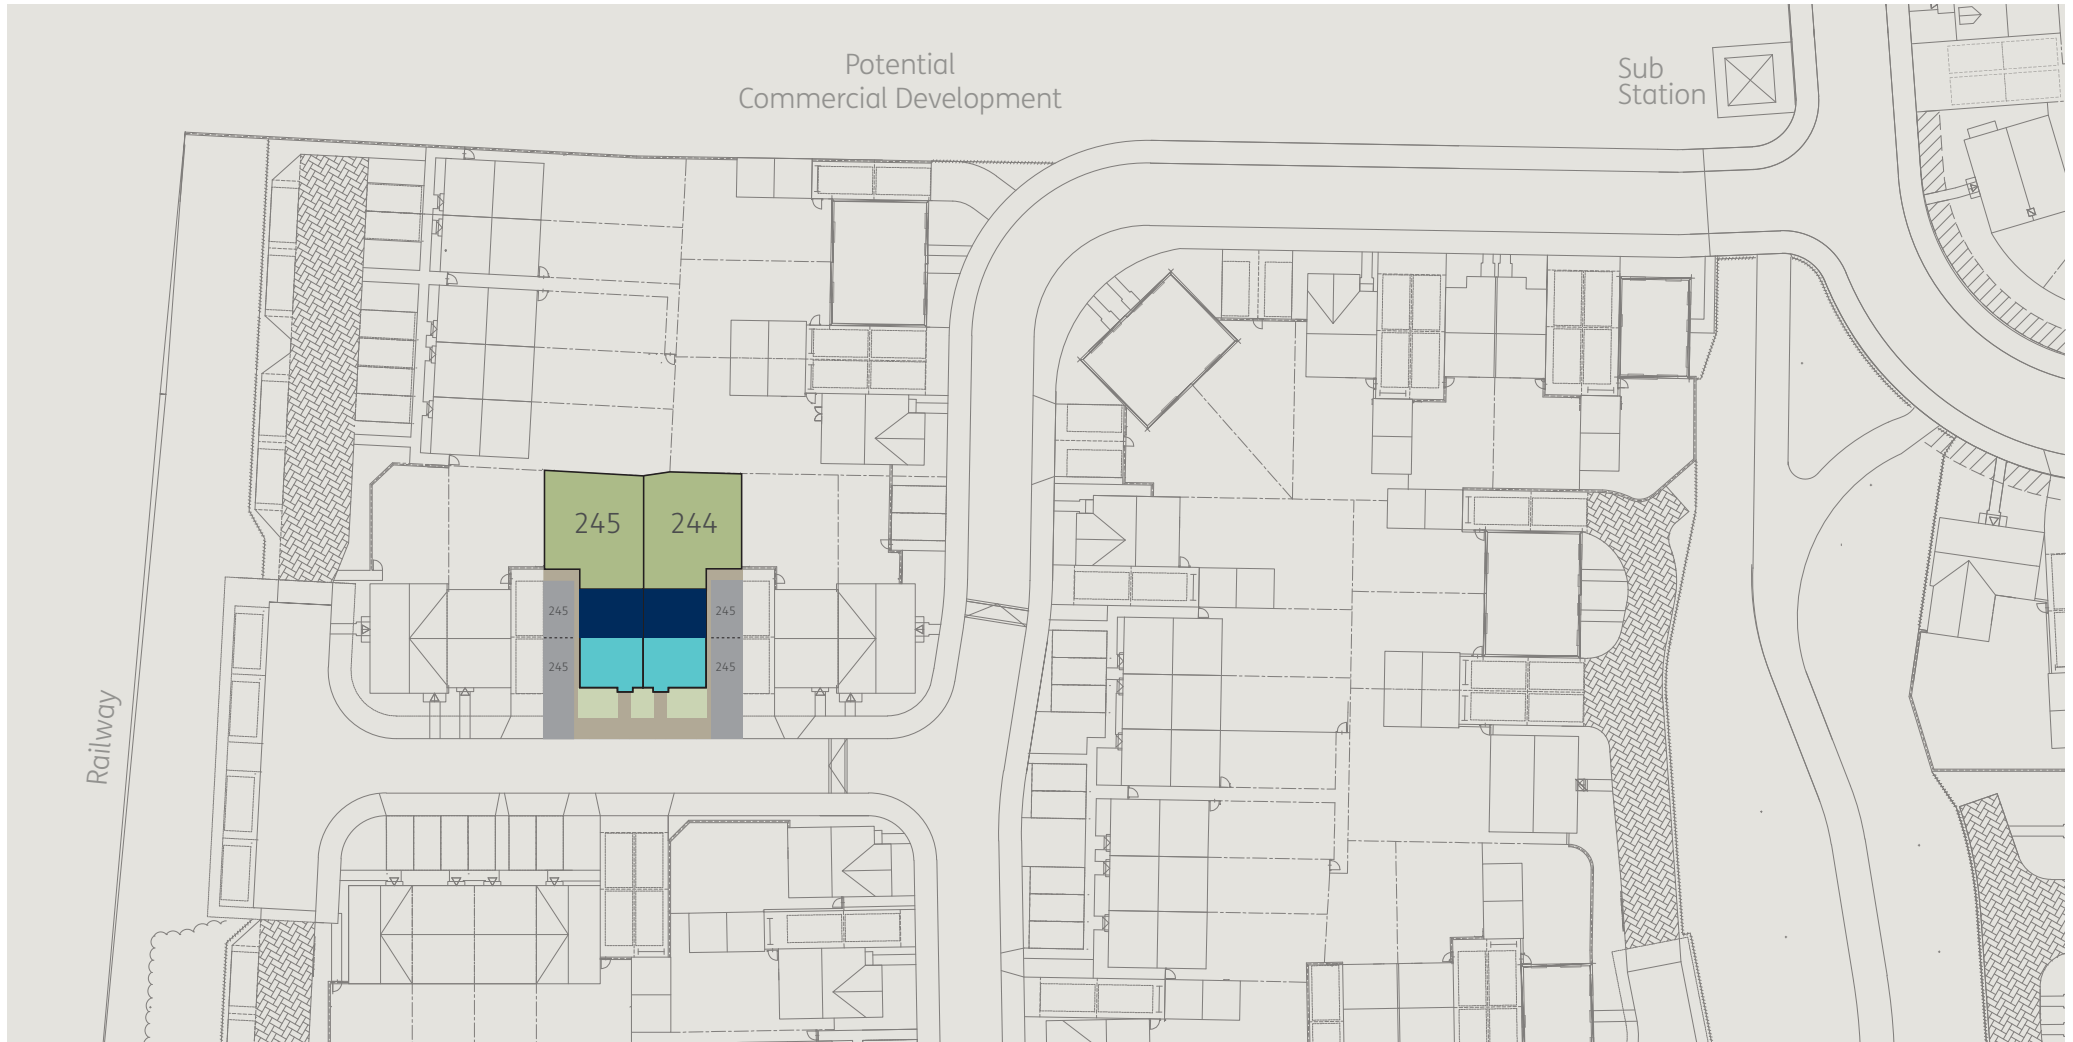 Potential
Commercial Development
Sub
Station
245 244
245 245
245 245
Railway